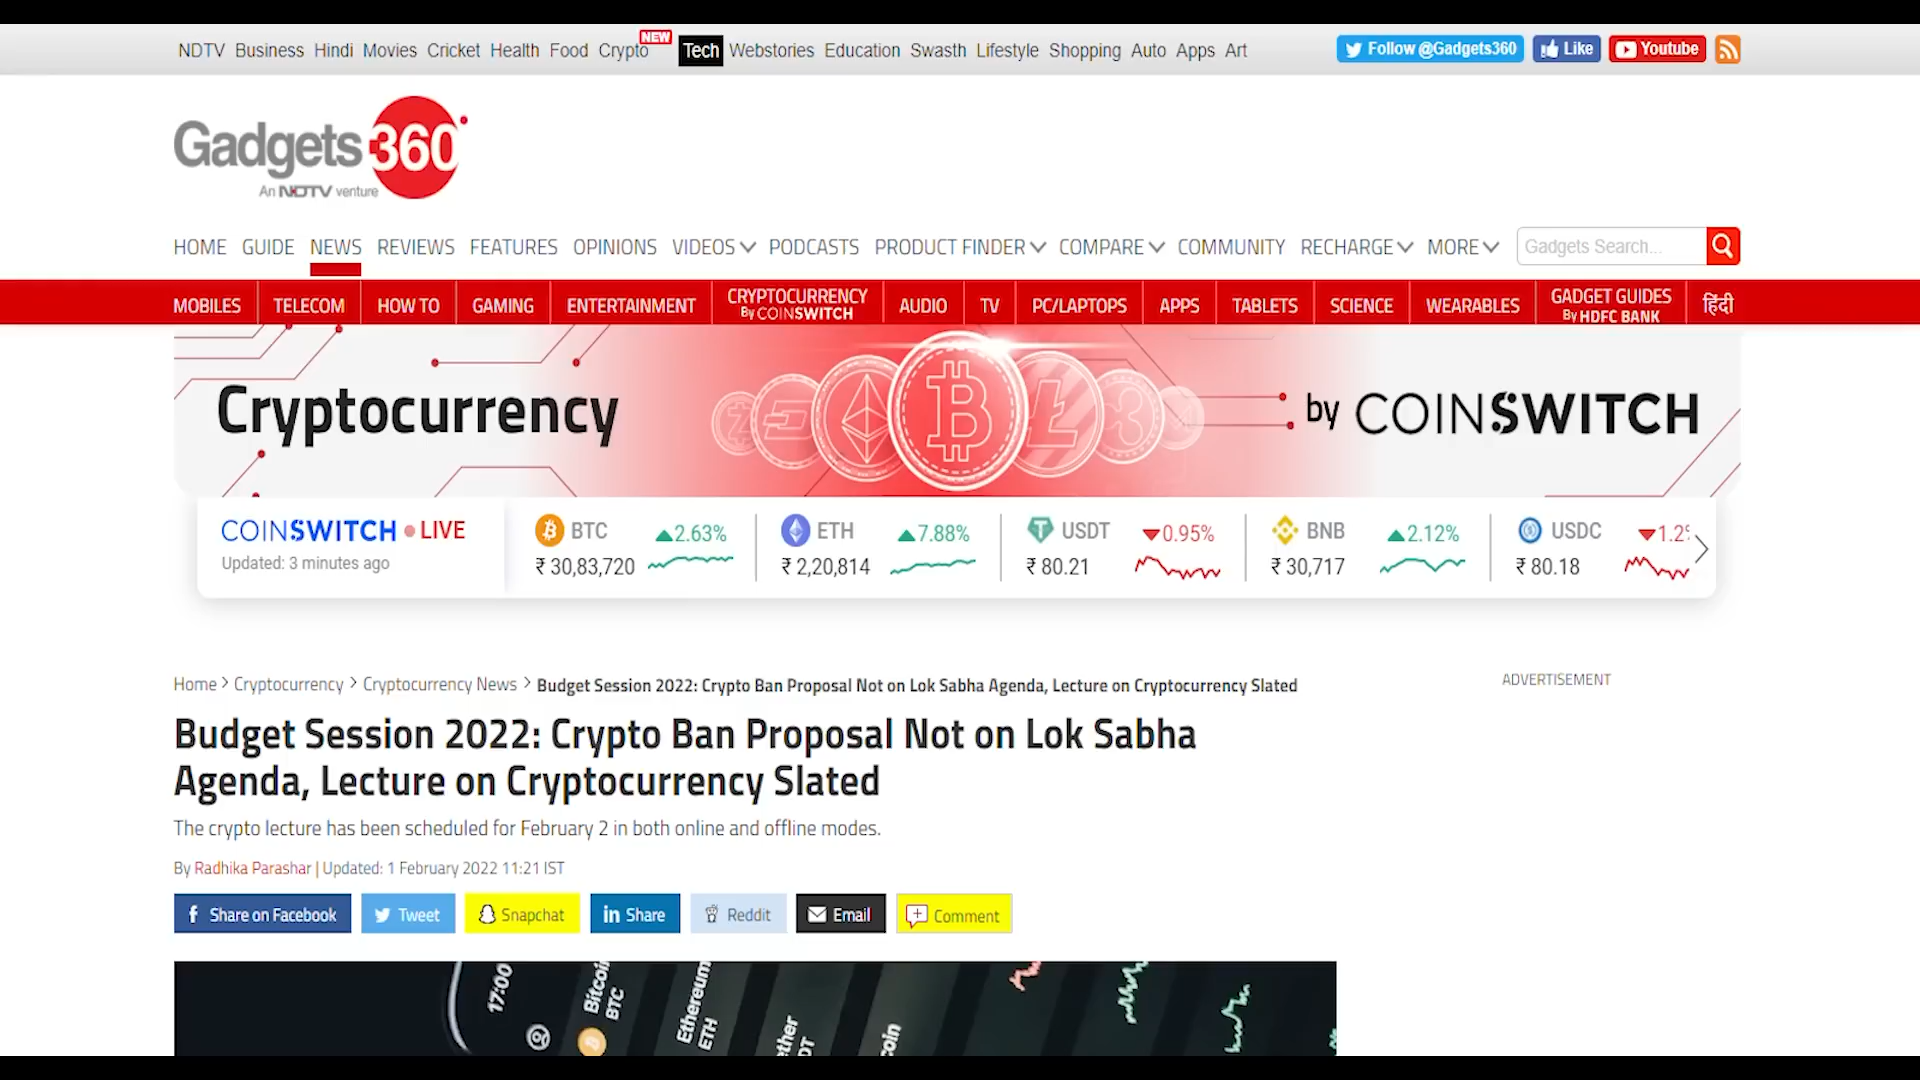 NDTV Business Hindi Movies Cricket Health Food Crypto NEW Tech Webstories Education Swasth Lifestyle Shopping Auto Apps Art Follow @Gadgets360 Like Youtube
Gadgets 360
An NDTV venture
HOME GUIDE NEWS REVIEWS FEATURES OPINIONS VIDEOS PODCASTS PRODUCT FINDER COMPARE COMMUNITY RECHARGE MORE Gadgets Search...
MOBILES TELECOM HOW TO GAMING ENTERTAINMENT CRYPTOCURRENCY By COINSWITCH AUDIO TV PC/LAPTOPS APPS TABLETS SCIENCE WEARABLES GADGET GUIDES By HDFC BANK हिंदी
Cryptocurrency by COINSWITCH
COINSWITCH LIVE BTC 2.63% ETH 7.88% USDT 0.95% BNB 2.12% USDC
Updated: 3 minutes ago ₹ 30,83,720 ₹ 2,20,814 ₹ 80.21 ₹ 30,717 ₹ 80.18
Home > Cryptocurrency > Cryptocurrency News > Budget Session 2022: Crypto Ban Proposal Not on Lok Sabha Agenda, Lecture on Cryptocurrency Slated
ADVERTISEMENT
Budget Session 2022: Crypto Ban Proposal Not on Lok Sabha
Agenda, Lecture on Cryptocurrency Slated
The crypto lecture has been scheduled for February 2 in both online and offline modes.
By Radhika Parashar | Updated: 1 February 2022 11:21 IST
Share on Facebook Tweet Snapchat Share Reddit Email Comment
17:00
Bitcoin
BTC
Ethereum
ETH